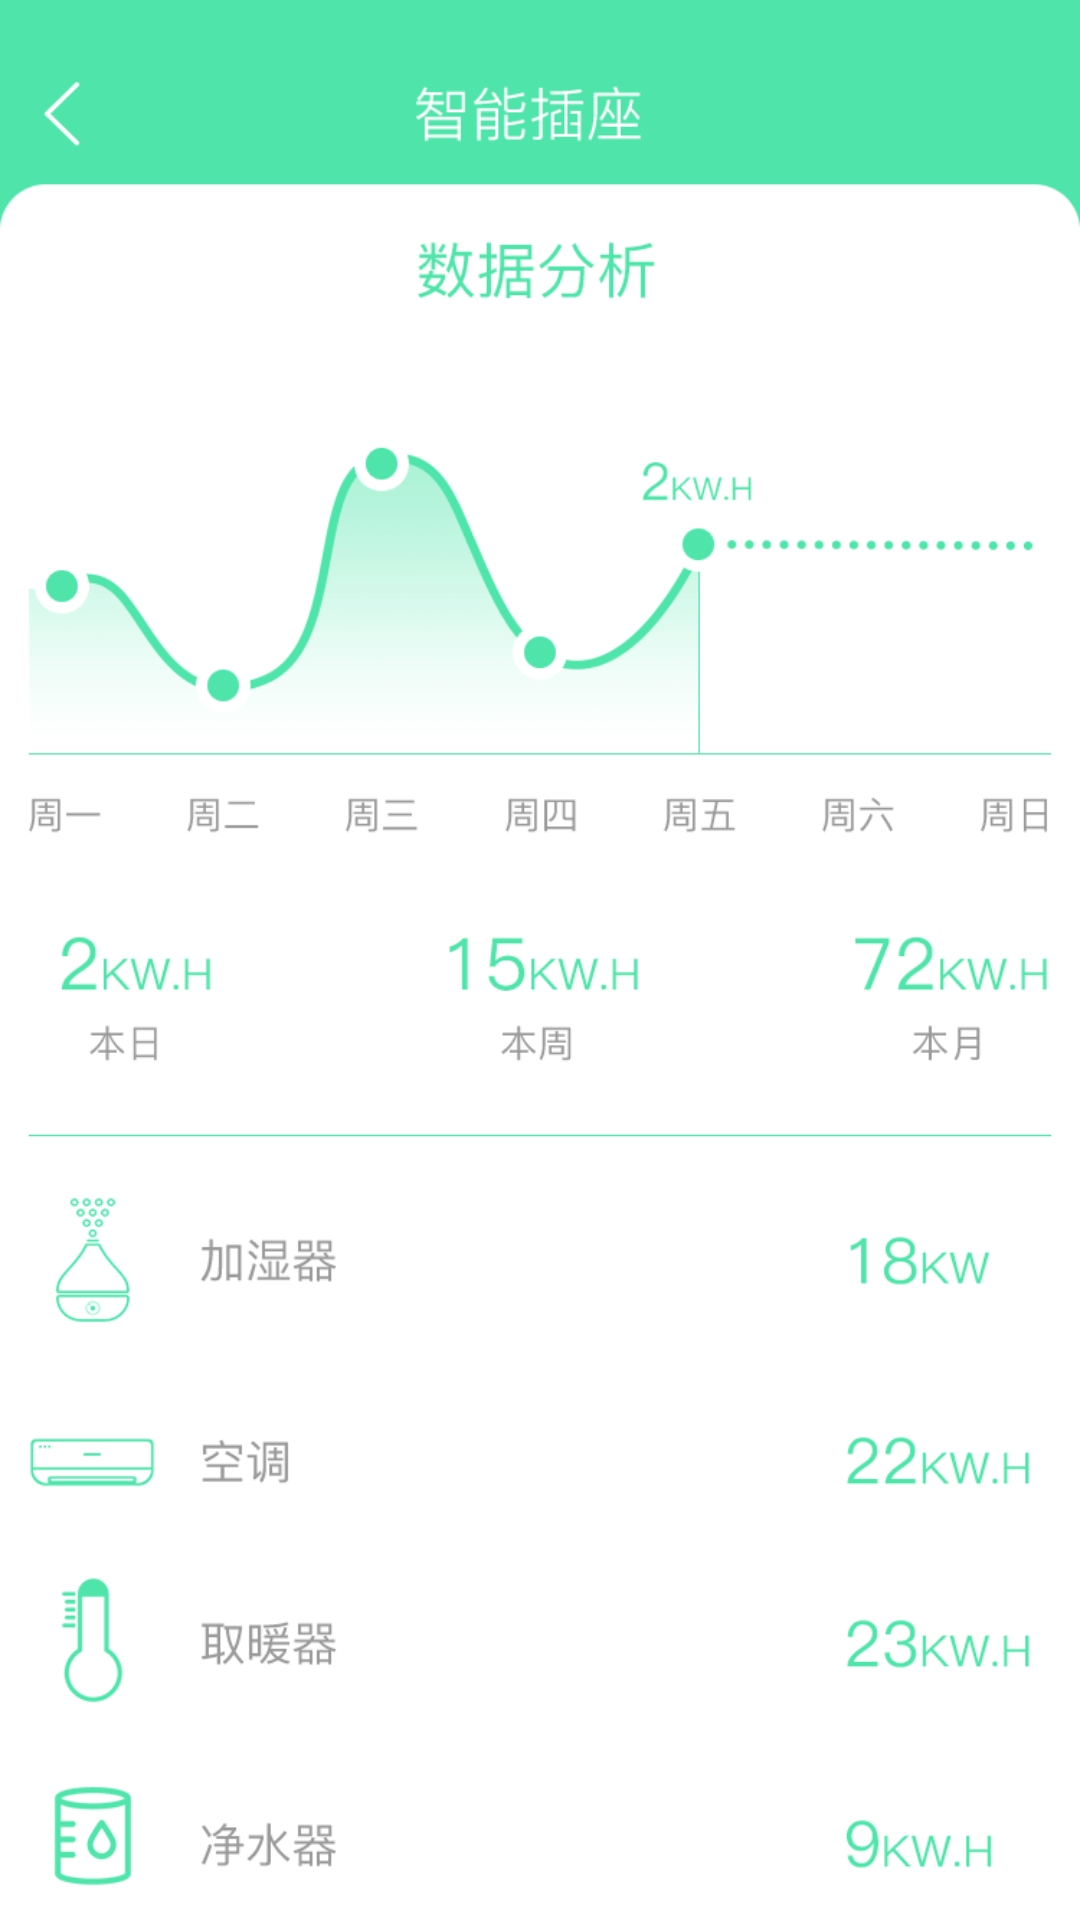 智能插座
数据分析
2KW.H
周一 周二 周三 周四 周五 周六 周日
2KW.H 15KW.H 72KW.H
本日 本周 本月
加湿器 18KW
空调 22KW.H
取暖器 23KW.H
净水器 9KW.H